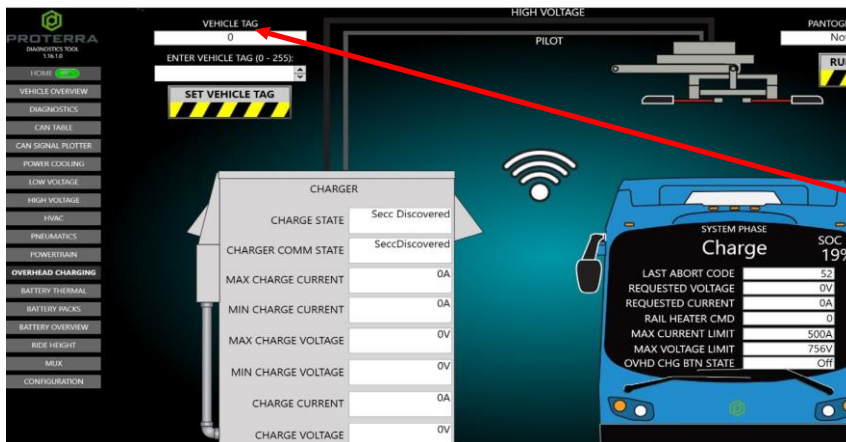 PROTERRA
DIAGNOSTICS TOOL
1.16.1.0
HOME
VEHICLE OVERVIEW
DIAGNOSTICS
CAN TABLE
CAN SIGNAL PLOTTER
POWER COOLING
LOW VOLTAGE
HIGH VOLTAGE
HVAC
PNEUMATICS
POWERTRAIN
OVERHEAD CHARGING
BATTERY THERMAL
BATTERY PACKS
BATTERY OVERVIEW
RIDE HEIGHT
MUX
CONFIGURATION
VEHICLE TAG
0
ENTER VEHICLE TAG (0 - 255):
SET VEHICLE TAG
HIGH VOLTAGE
PILOT
CHARGER
CHARGE STATE Secc Discovered
CHARGER COMM STATE SeccDiscovered
MAX CHARGE CURRENT 0A
MIN CHARGE CURRENT 0A
MAX CHARGE VOLTAGE 0V
MIN CHARGE VOLTAGE 0V
CHARGE CURRENT 0A
CHARGE VOLTAGE 0V
SYSTEM PHASE
Charge
SOC
19%
LAST ABORT CODE 52
REQUESTED VOLTAGE 0V
REQUESTED CURRENT 0A
RAIL HEATER CMD 0
MAX CURRENT LIMIT 500A
MAX VOLTAGE LIMIT 756V
OVHD CHG BTN STATE Off